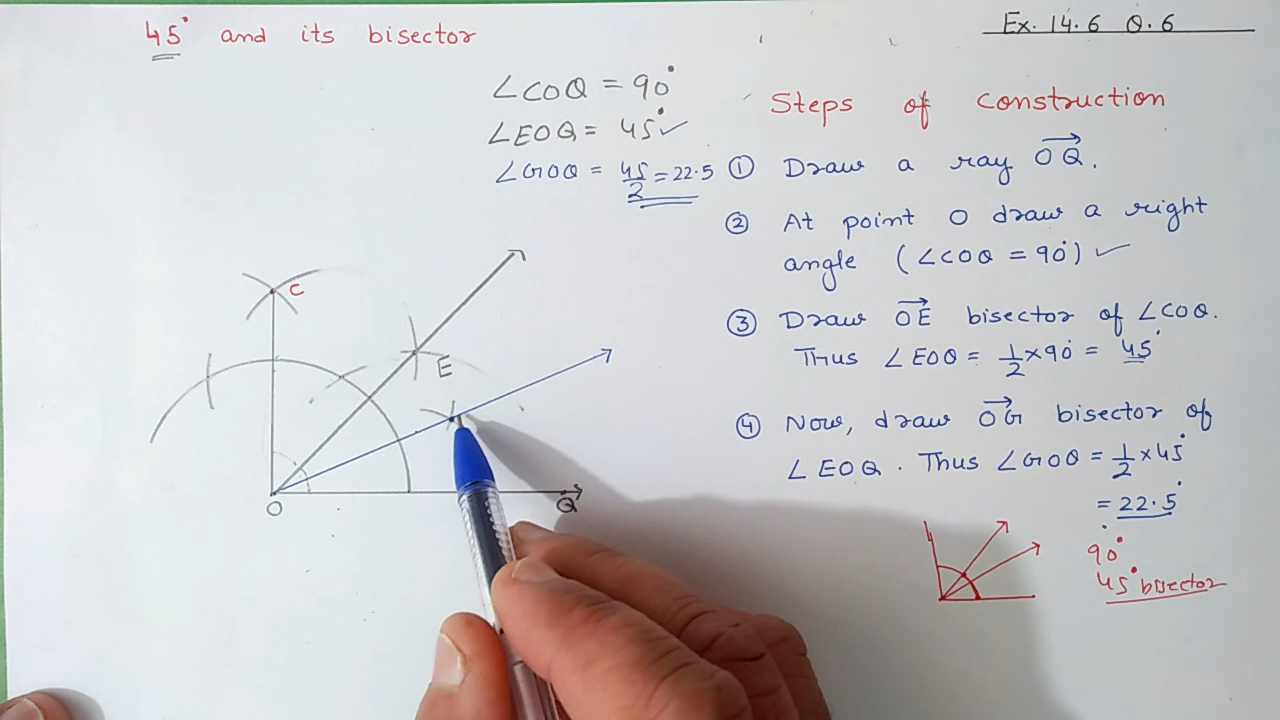 45° and its bisector
Ex. 14.6 Q.6
∠COQ = 90°
∠EOQ = 45° ✓
∠GOQ = 45/2 = 22.5
Steps of Construction
① Draw a ray OQ→.
② At point O draw a right
angle (∠COQ = 90°) ✓
③ Draw OE→ bisector of ∠COQ.
Thus ∠EOQ = 1/2 × 90° = 45°
④ Now, draw OG→ bisector of
∠EOQ. Thus ∠GOQ = 1/2 × 45°
= 22.5°
90°
45° bisector
C
E
O
Q